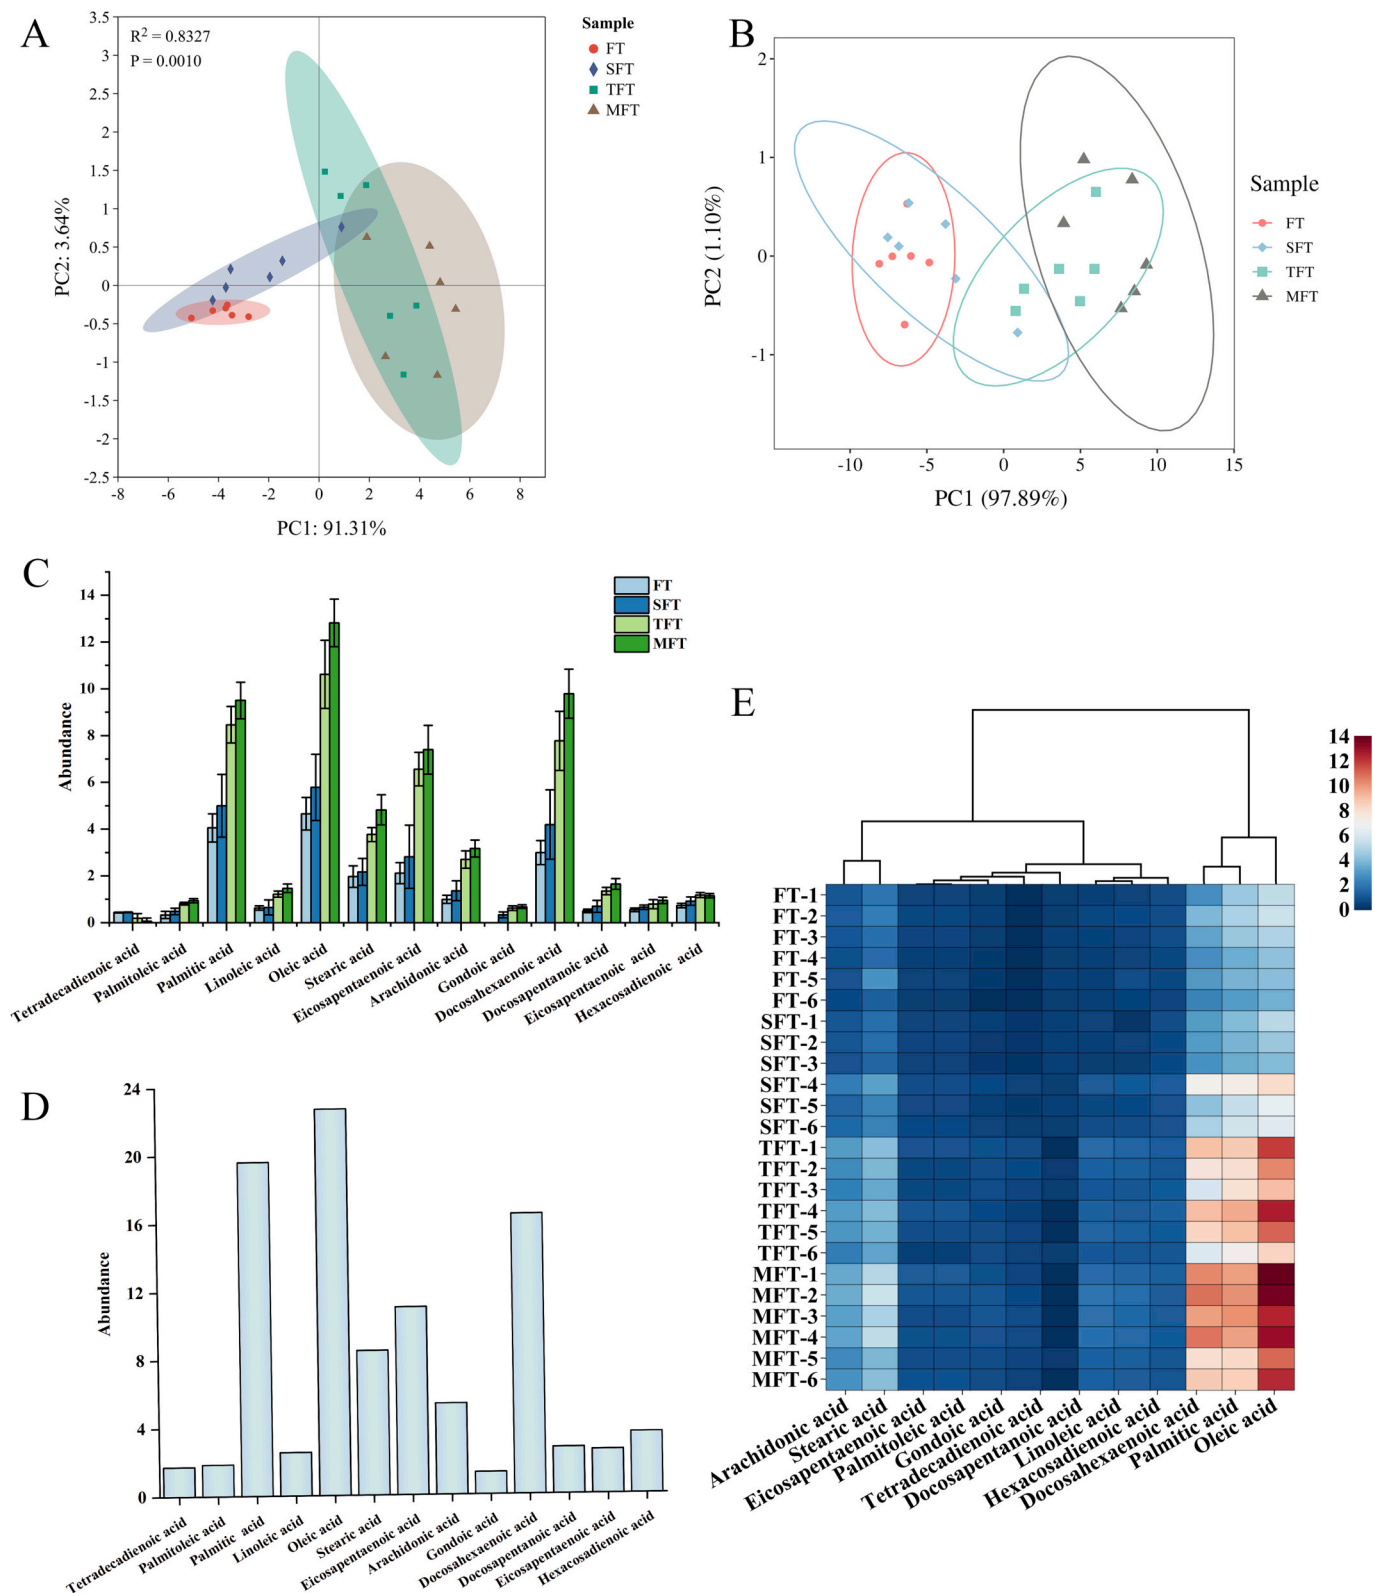 A
R² = 0.8327
P = 0.0010
3.5
3
2.5
2
1.5
1
0.5
0
-0.5
-1
-1.5
-2
-2.5
-8
-6
-4
-2
0
2
4
6
8
PC2: 3.64%
PC1: 91.31%
Sample
FT
SFT
TFT
MFT
B
2
1
0
-1
-10
-5
0
5
10
15
PC2 (1.10%)
PC1 (97.89%)
Sample
FT
SFT
TFT
MFT
C
14
12
10
8
6
4
2
0
Abundance
FT
SFT
TFT
MFT
Tetradecadienoic acid
Palmitoleic acid
Palmitic acid
Linoleic acid
Oleic acid
Stearic acid
Eicosapentaenoic acid
Arachidonic acid
Gondoic acid
Docosahexaenoic acid
Docosapentanoic acid
Eicosapentaenoic acid
Hexacosadienoic acid
D
24
20
16
12
8
4
0
Abundance
Tetradecadienoic acid
Palmitoleic acid
Palmitic acid
Linoleic acid
Oleic acid
Stearic acid
Eicosapentaenoic acid
Arachidonic acid
Gondoic acid
Docosahexaenoic acid
Docosapentanoic acid
Eicosapentaenoic acid
Hexacosadienoic acid
E
14
12
10
8
6
4
2
0
FT-1
FT-2
FT-3
FT-4
FT-5
FT-6
SFT-1
SFT-2
SFT-3
SFT-4
SFT-5
SFT-6
TFT-1
TFT-2
TFT-3
TFT-4
TFT-5
TFT-6
MFT-1
MFT-2
MFT-3
MFT-4
MFT-5
MFT-6
Arachidonic acid
Stearic acid
Eicosapentaenoic acid
Palmitoleic acid
Gondoic acid
Tetradecadienoic acid
Docosapentanoic acid
Linoleic acid
Hexacosadienoic acid
Docosahexaenoic acid
Palmitic acid
Oleic acid